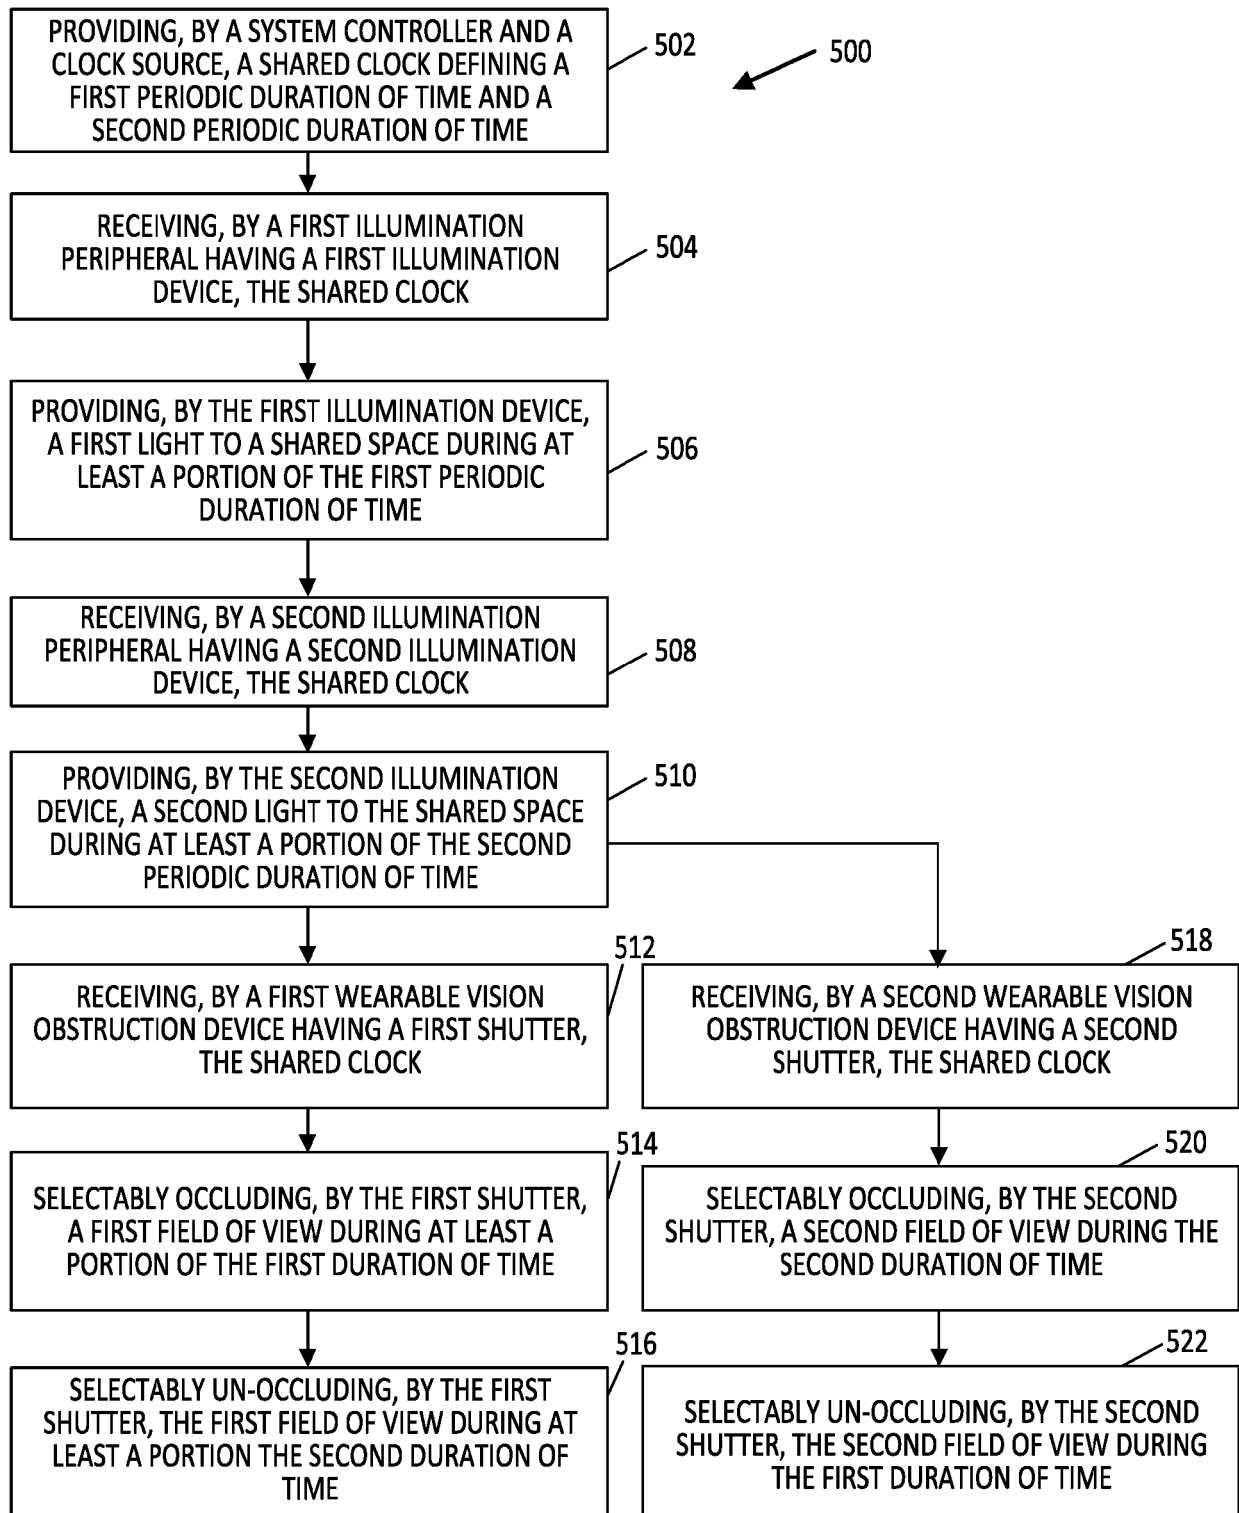 PROVIDING, BY A SYSTEM CONTROLLER AND A
CLOCK SOURCE, A SHARED CLOCK DEFINING A
FIRST PERIODIC DURATION OF TIME AND A
SECOND PERIODIC DURATION OF TIME
502
500
RECEIVING, BY A FIRST ILLUMINATION
PERIPHERAL HAVING A FIRST ILLUMINATION
DEVICE, THE SHARED CLOCK
504
PROVIDING, BY THE FIRST ILLUMINATION DEVICE,
A FIRST LIGHT TO A SHARED SPACE DURING AT
LEAST A PORTION OF THE FIRST PERIODIC
DURATION OF TIME
506
RECEIVING, BY A SECOND ILLUMINATION
PERIPHERAL HAVING A SECOND ILLUMINATION
DEVICE, THE SHARED CLOCK
508
PROVIDING, BY THE SECOND ILLUMINATION
DEVICE, A SECOND LIGHT TO THE SHARED SPACE
DURING AT LEAST A PORTION OF THE SECOND
PERIODIC DURATION OF TIME
510
512
RECEIVING, BY A FIRST WEARABLE VISION
OBSTRUCTION DEVICE HAVING A FIRST SHUTTER,
THE SHARED CLOCK
514
SELECTABLY OCCLUDING, BY THE FIRST SHUTTER,
A FIRST FIELD OF VIEW DURING AT LEAST A
PORTION OF THE FIRST DURATION OF TIME
516
SELECTABLY UN-OCCLUDING, BY THE FIRST
SHUTTER, THE FIRST FIELD OF VIEW DURING AT
LEAST A PORTION THE SECOND DURATION OF
TIME
518
RECEIVING, BY A SECOND WEARABLE VISION
OBSTRUCTION DEVICE HAVING A SECOND
SHUTTER, THE SHARED CLOCK
520
SELECTABLY OCCLUDING, BY THE SECOND
SHUTTER, A SECOND FIELD OF VIEW DURING THE
SECOND DURATION OF TIME
522
SELECTABLY UN-OCCLUDING, BY THE SECOND
SHUTTER, THE SECOND FIELD OF VIEW DURING
THE FIRST DURATION OF TIME